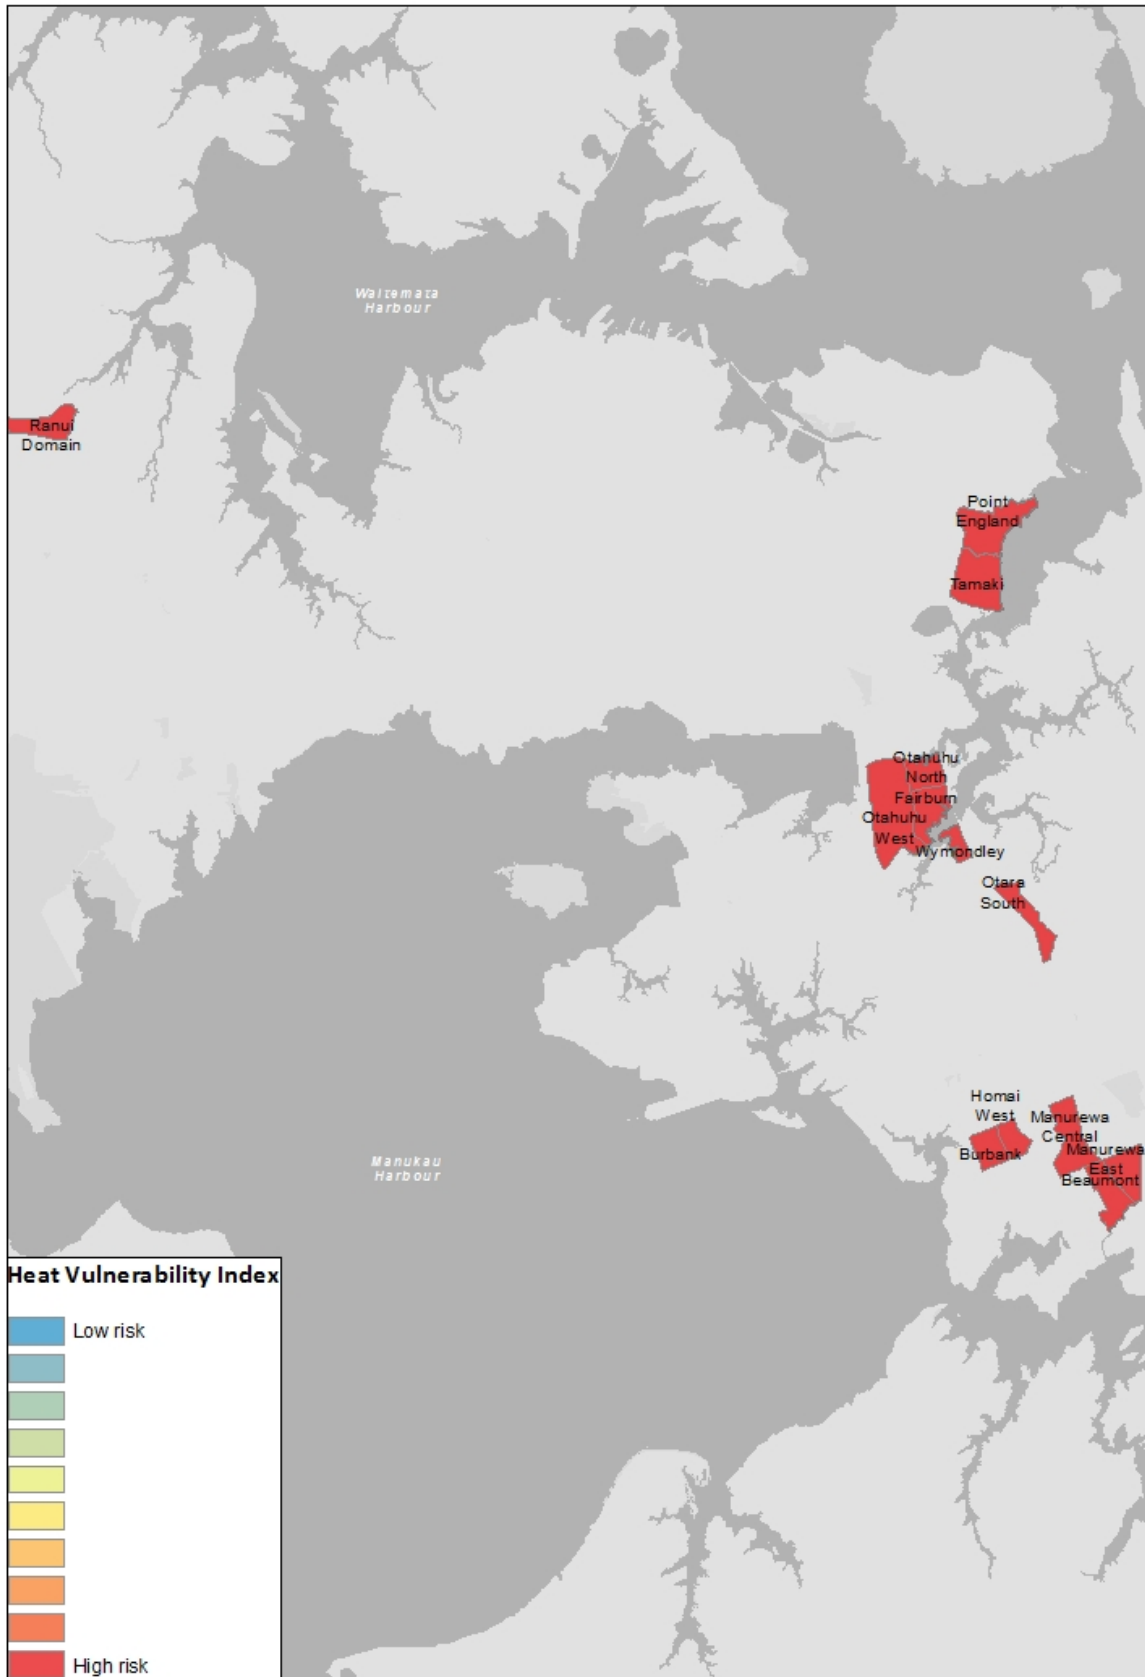 Waitemata
Harbour
Ranui
Domain
Point
England
Tamaki
Otahuhu
North
Fairburn
Otahuhu
West
Wymondley
Otara
South
Homai
West
Burbank
Manurewa
Central
Manurewa
East
Beaumont
Manukau
Harbour
Heat Vulnerability Index
Low risk
High risk